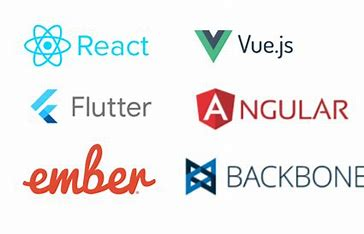 React
Vue.js
Flutter
ANGULAR
ember
BACKBONE